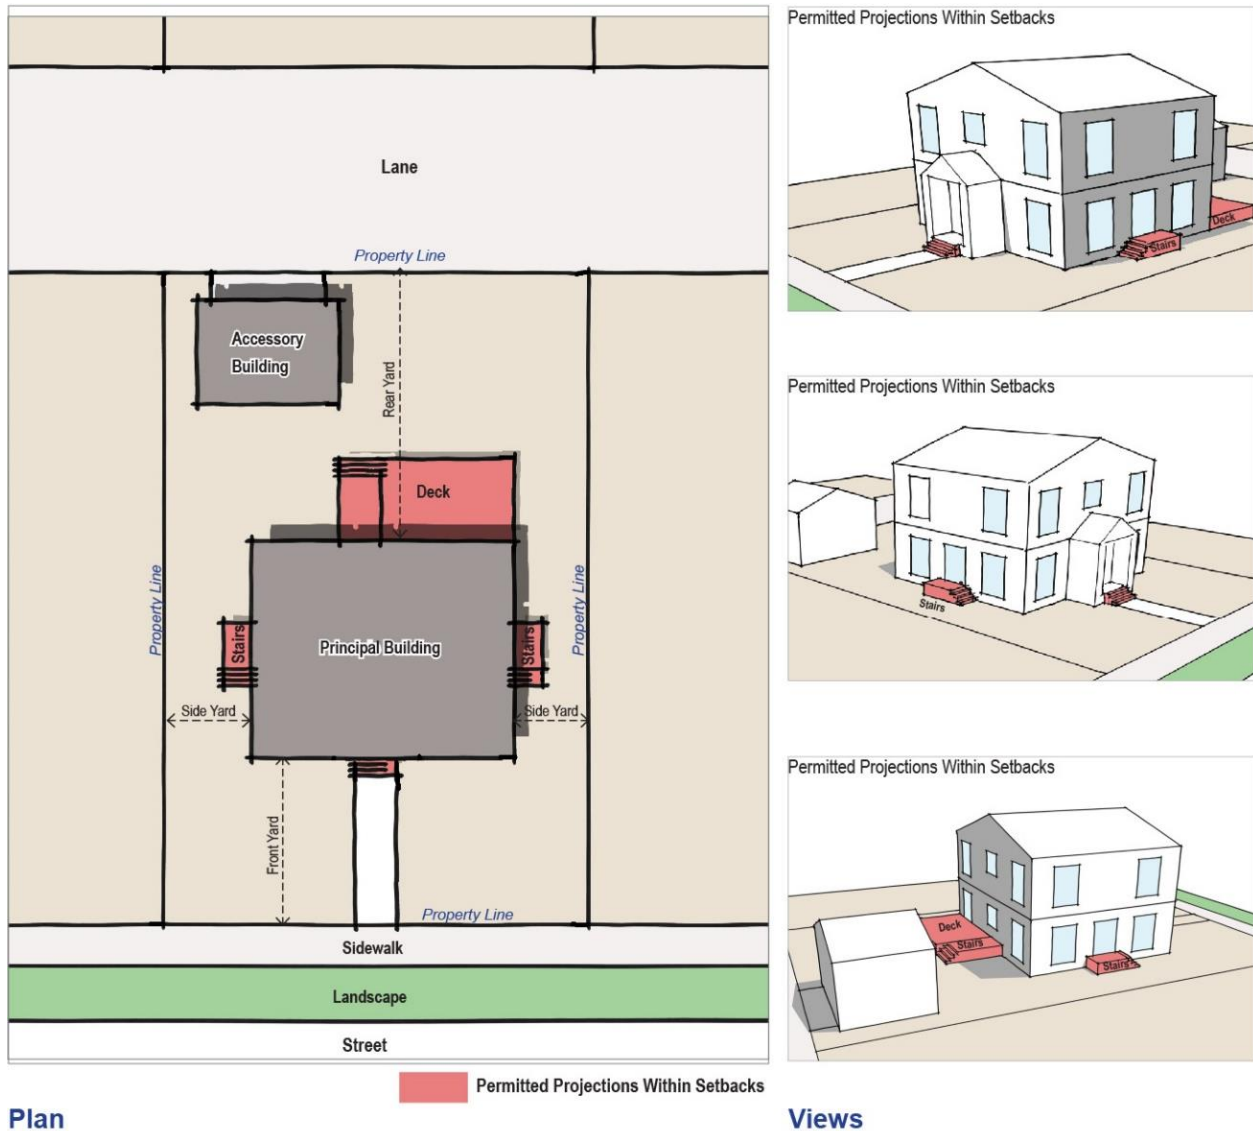 Lane
Property Line
Accessory
Building
Rear Yard
Deck
Property Line
Stairs
Principal Building
Stairs
Property Line
Side Yard
Side Yard
Front Yard
Property Line
Sidewalk
Landscape
Street
Permitted Projections Within Setbacks
Plan
Permitted Projections Within Setbacks
Deck
Stairs
Permitted Projections Within Setbacks
Stairs
Permitted Projections Within Setbacks
Deck
Stairs
Stairs
Views